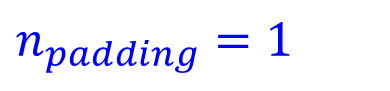 n_padding = 1